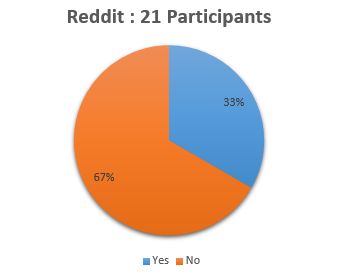 Reddit : 21 Participants
33%
67%
Yes No